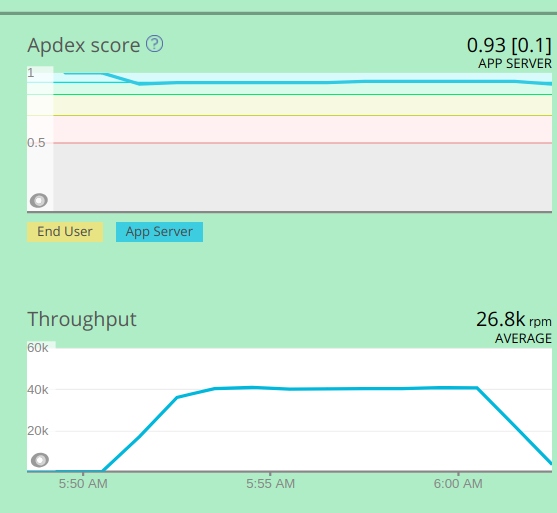 Apdex score ?
0.93 [0.1]
APP SERVER
1
0.5
End User
App Server
Throughput
26.8k rpm
AVERAGE
60k
40k
20k
5:50 AM
5:55 AM
6:00 AM